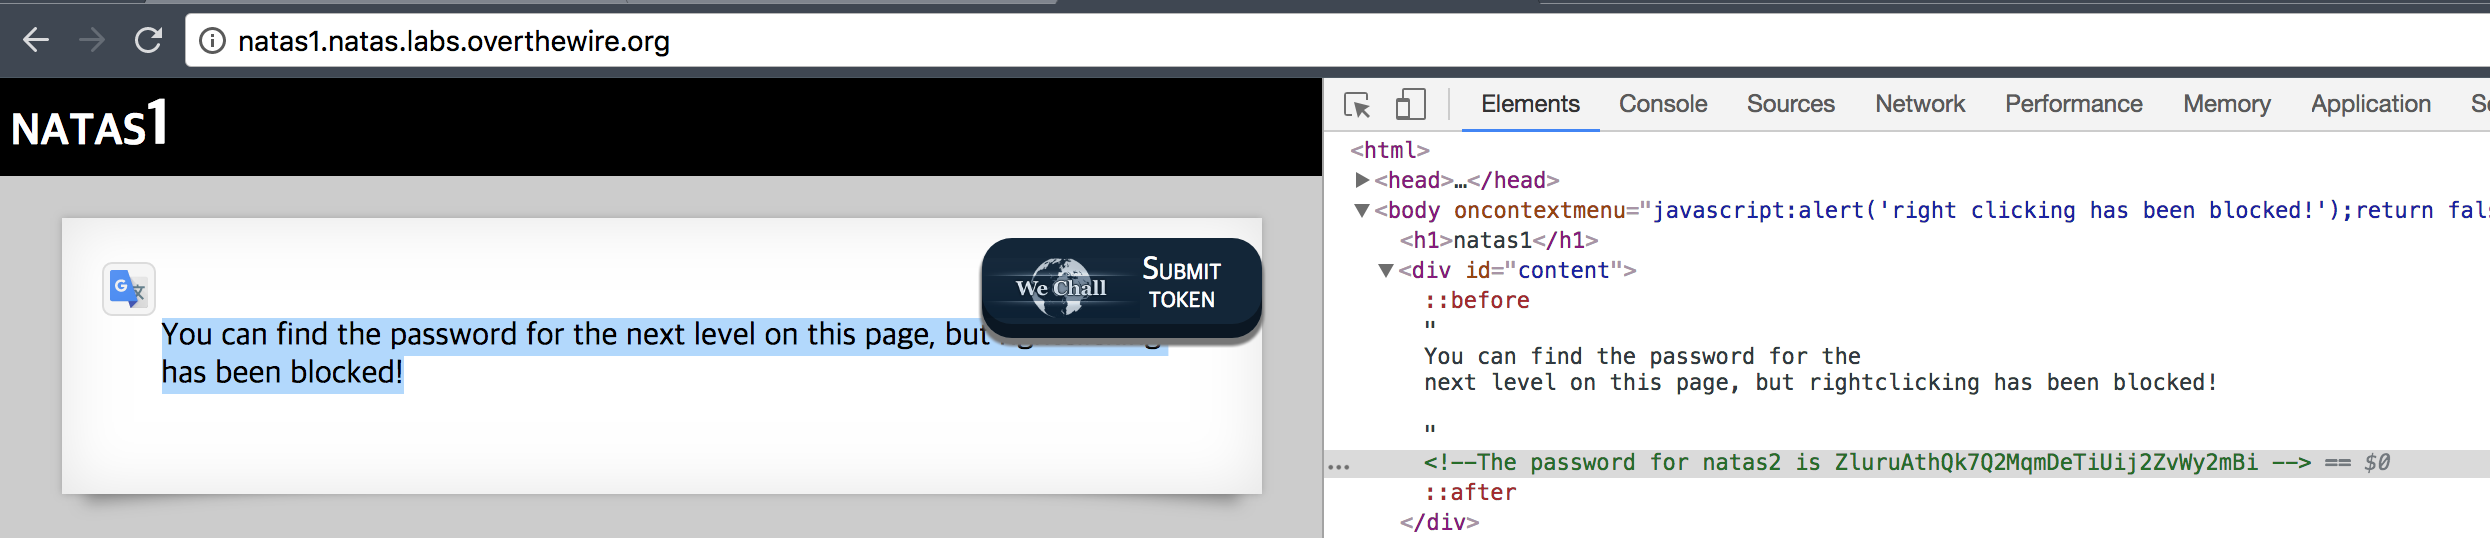 natas1.natas.labs.overthewire.org
NATAS1
We Chall
SUBMIT
TOKEN
You can find the password for the next level on this page, but
has been blocked!
Elements Console Sources Network Performance Memory Application
<html>
<head>…</head>
<body oncontextmenu="javascript:alert('right clicking has been blocked!');return fals
<h1>natas1</h1>
<div id="content">
::before
"
You can find the password for the
next level on this page, but rightclicking has been blocked!
"
<!--The password for natas2 is ZluruAthQk7Q2MqmDeTiUij2ZvWy2mBi --> == $0
::after
</div>